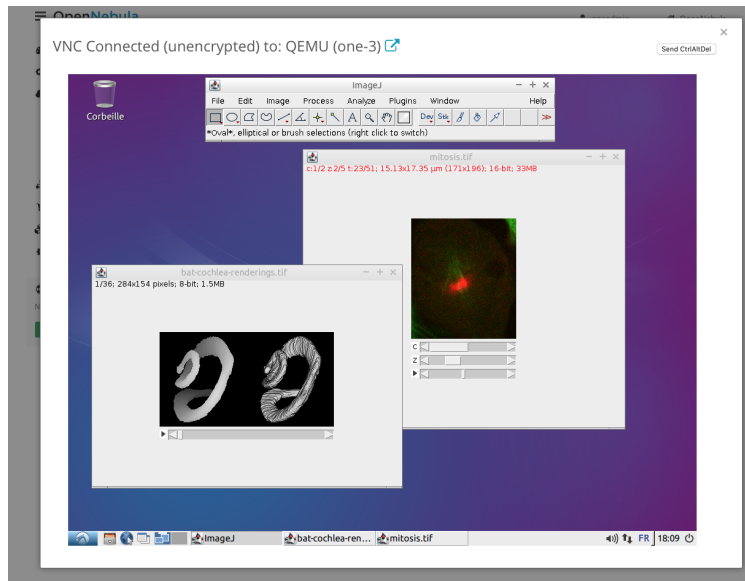 OpenNebula
VNC Connected (unencrypted) to: QEMU (one-3)
Send CtrlAltDel
Corbeille
ImageJ
File Edit Image Process Analyze Plugins Window Help
A Dev Stk
*Oval*, elliptical or brush selections (right click to switch)
mitosis.tif
c:1/2 z:2/5 t:23/51; 15.13x17.35 µm (171x196); 16-bit; 33MB
C
Z
bat-cochlea-renderings.tif
1/36; 284x154 pixels; 8-bit; 1.5MB
ImageJ bat-cochlea-ren... mitosis.tif FR 18:09